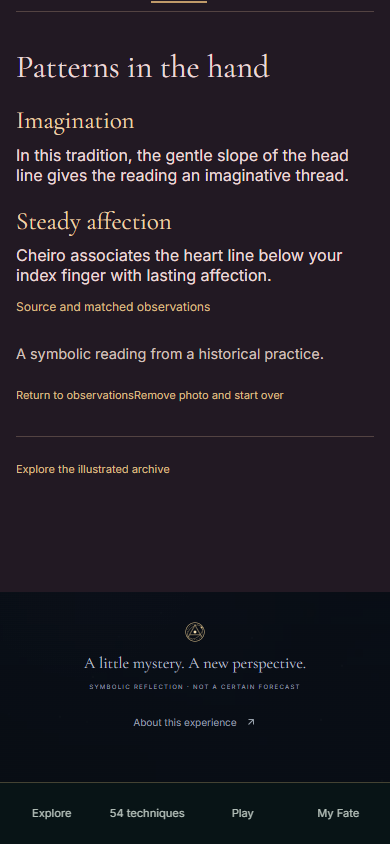 Patterns in the hand
Imagination
In this tradition, the gentle slope of the head
line gives the reading an imaginative thread.
Steady affection
Cheiro associates the heart line below your
index finger with lasting affection.
Source and matched observations
A symbolic reading from a historical practice.
Return to observationsRemove photo and start over
Explore the illustrated archive
A little mystery. A new perspective.
SYMBOLIC REFLECTION · NOT A CERTAIN FORECAST
About this experience ↗
Explore 54 techniques Play My Fate